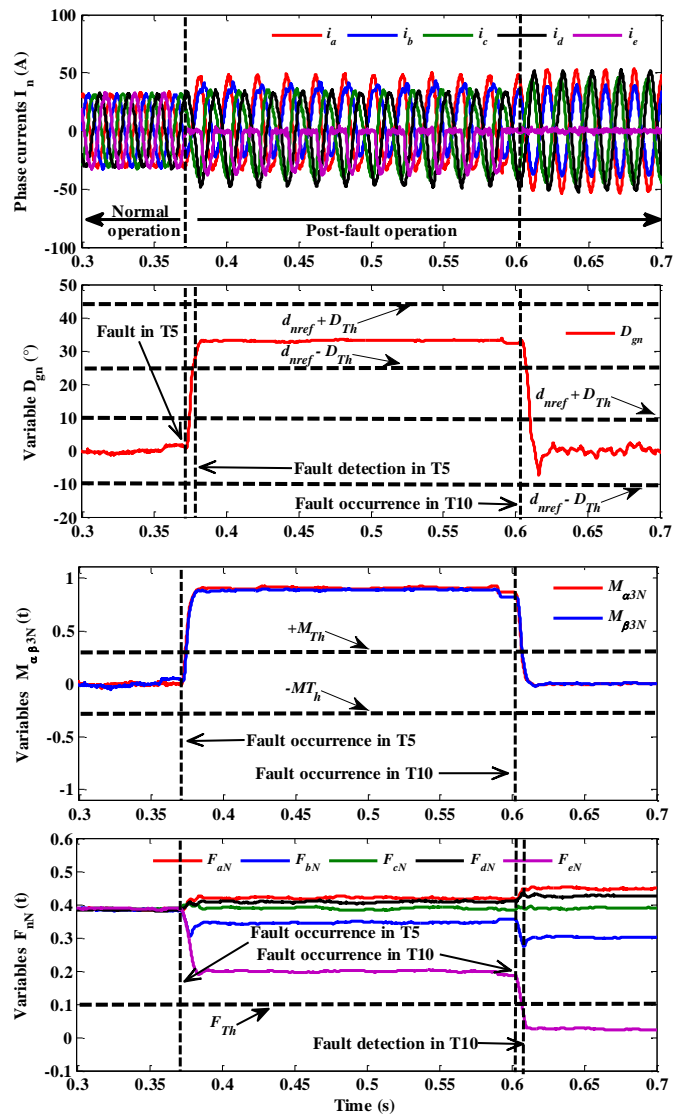 Phase currents I_n (A)
100
50
0
-50
-100
i_a i_b i_c i_d i_e
Normal
operation
Post-fault operation
0.3 0.35 0.4 0.45 0.5 0.55 0.6 0.65 0.7
Variable D_gn (°)
50
40
30
20
10
0
-10
-20
d_nref + D_Th
D_gn
Fault in T5
d_nref - D_Th
d_nref + D_Th
Fault detection in T5
Fault occurrence in T10
d_nref - D_Th
0.3 0.35 0.4 0.45 0.5 0.55 0.6 0.65 0.7
Variables M_αβ3N (t)
1
0.5
0
-0.5
-1
M_α3N
M_β3N
+M_Th
-MT_h
Fault occurrence in T5
Fault occurrence in T10
0.3 0.35 0.4 0.45 0.5 0.55 0.6 0.65 0.7
Variables F_nN (t)
0.6
0.5
0.4
0.3
0.2
0.1
0
-0.1
F_aN F_bN F_cN F_dN F_eN
Fault occurrence in T5
Fault occurrence in T10
F_Th
Fault detection in T10
0.3 0.35 0.4 0.45 0.5 0.55 0.6 0.65 0.7
Time (s)